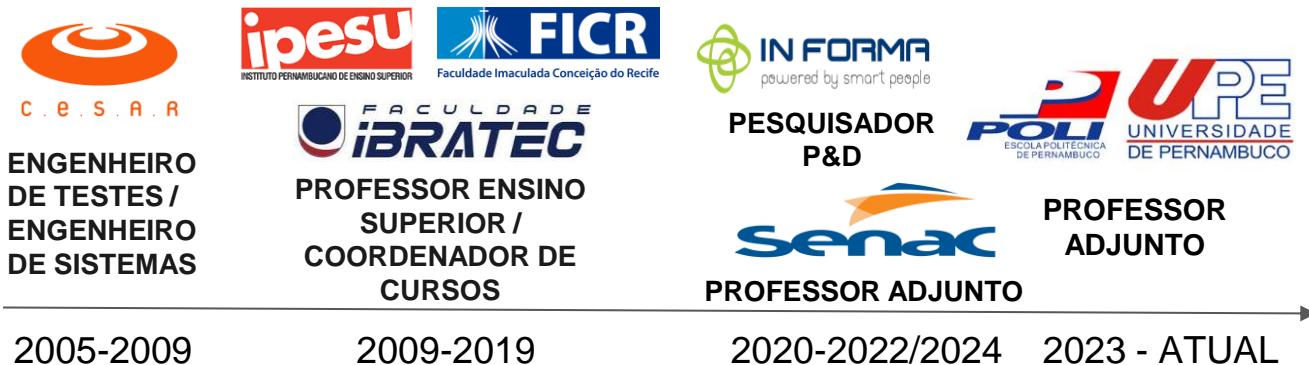 C.e.S.A.R
ENGENHEIRO
DE TESTES /
ENGENHEIRO
DE SISTEMAS
2005-2009
ipesu
INSTITUTO PERNAMBUCANO DE ENSINO SUPERIOR
FICR
Faculdade Imaculada Conceição do Recife
FACULDADE
iBRATEC
PROFESSOR ENSINO
SUPERIOR /
COORDENADOR DE
CURSOS
2009-2019
IN FORMA
powered by smart people
PESQUISADOR
P&D
senac
PROFESSOR ADJUNTO
2020-2022/2024
POLI
ESCOLA POLITÉCNICA
DE PERNAMBUCO
UPE
UNIVERSIDADE
DE PERNAMBUCO
PROFESSOR
ADJUNTO
2023 - ATUAL